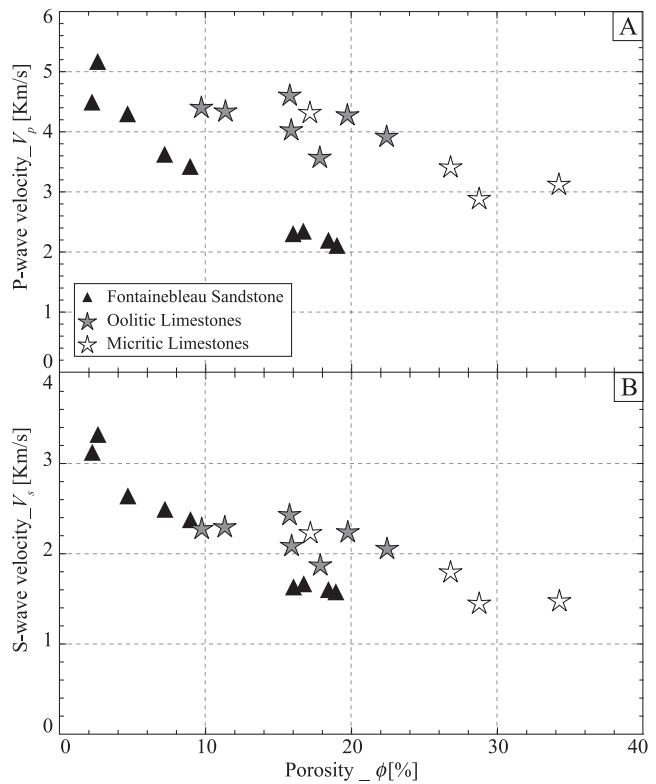 A
6
5
4
3
2
1
0
P-wave velocity_Vp [Km/s]
Fontainebleau Sandstone
Oolitic Limestones
Micritic Limestones
B
4
3
2
1
0
S-wave velocity_Vs [Km/s]
0 10 20 30 40
Porosity _ ϕ[%]